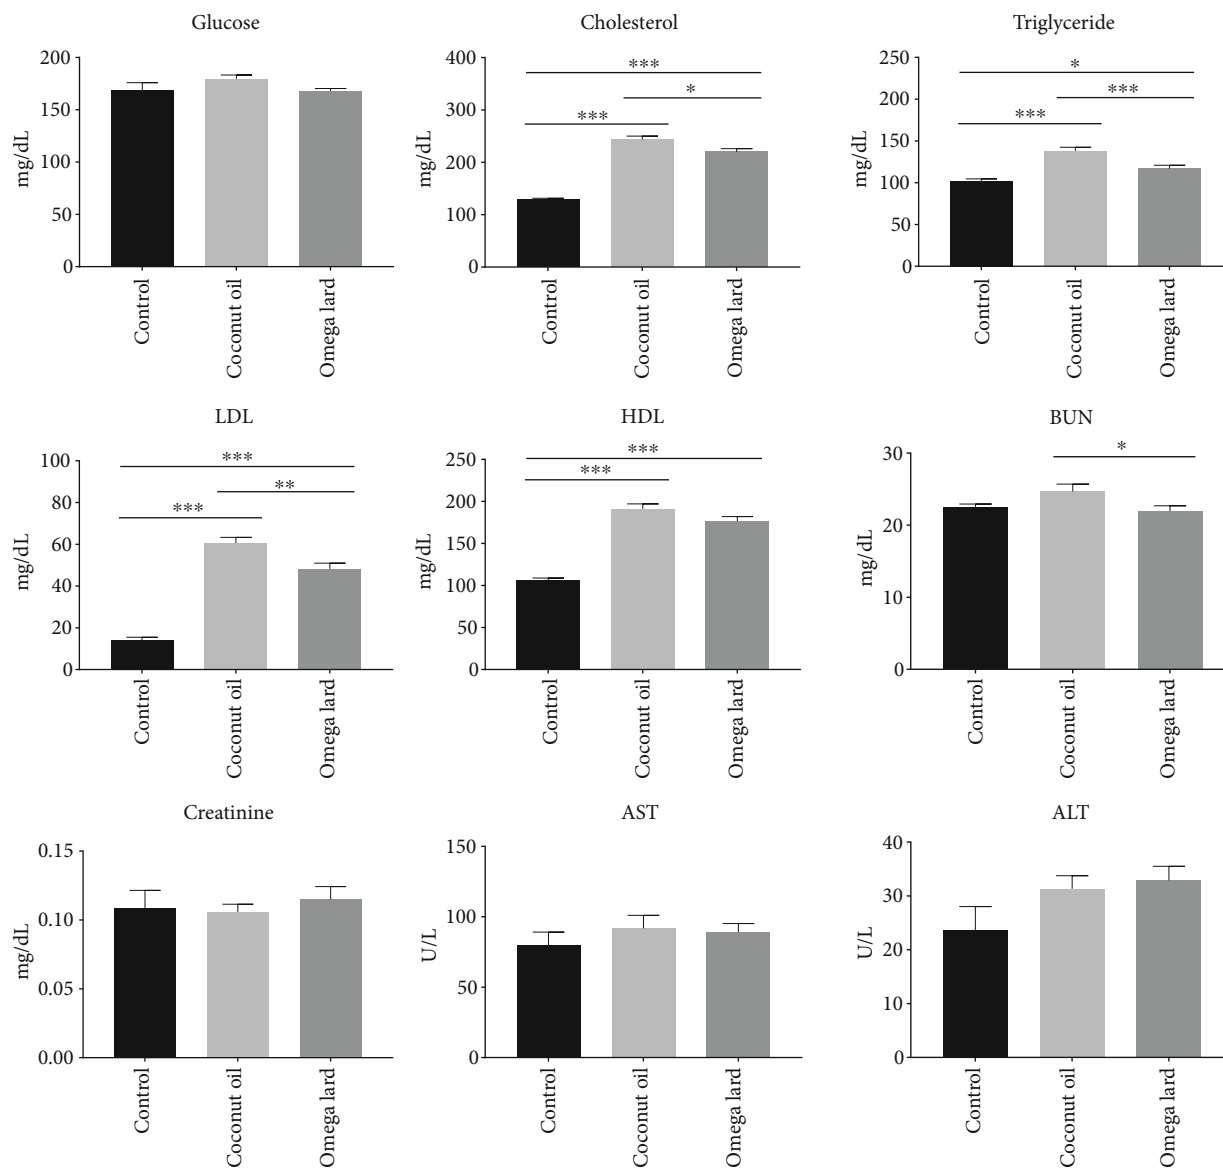 Glucose
200
150
100
50
0
mg/dL
Control
Coconut oil
Omega lard
Cholesterol
400
300
200
100
0
mg/dL
***
*
***
Control
Coconut oil
Omega lard
Triglyceride
250
200
150
100
50
0
mg/dL
*
***
***
Control
Coconut oil
Omega lard
LDL
100
80
60
40
20
0
mg/dL
***
**
***
Control
Coconut oil
Omega lard
HDL
250
200
150
100
50
0
mg/dL
***
***
Control
Coconut oil
Omega lard
BUN
30
20
10
0
mg/dL
*
Control
Coconut oil
Omega lard
Creatinine
0.15
0.10
0.05
0.00
mg/dL
Control
Coconut oil
Omega lard
AST
150
100
50
0
U/L
Control
Coconut oil
Omega lard
ALT
40
30
20
10
0
U/L
Control
Coconut oil
Omega lard